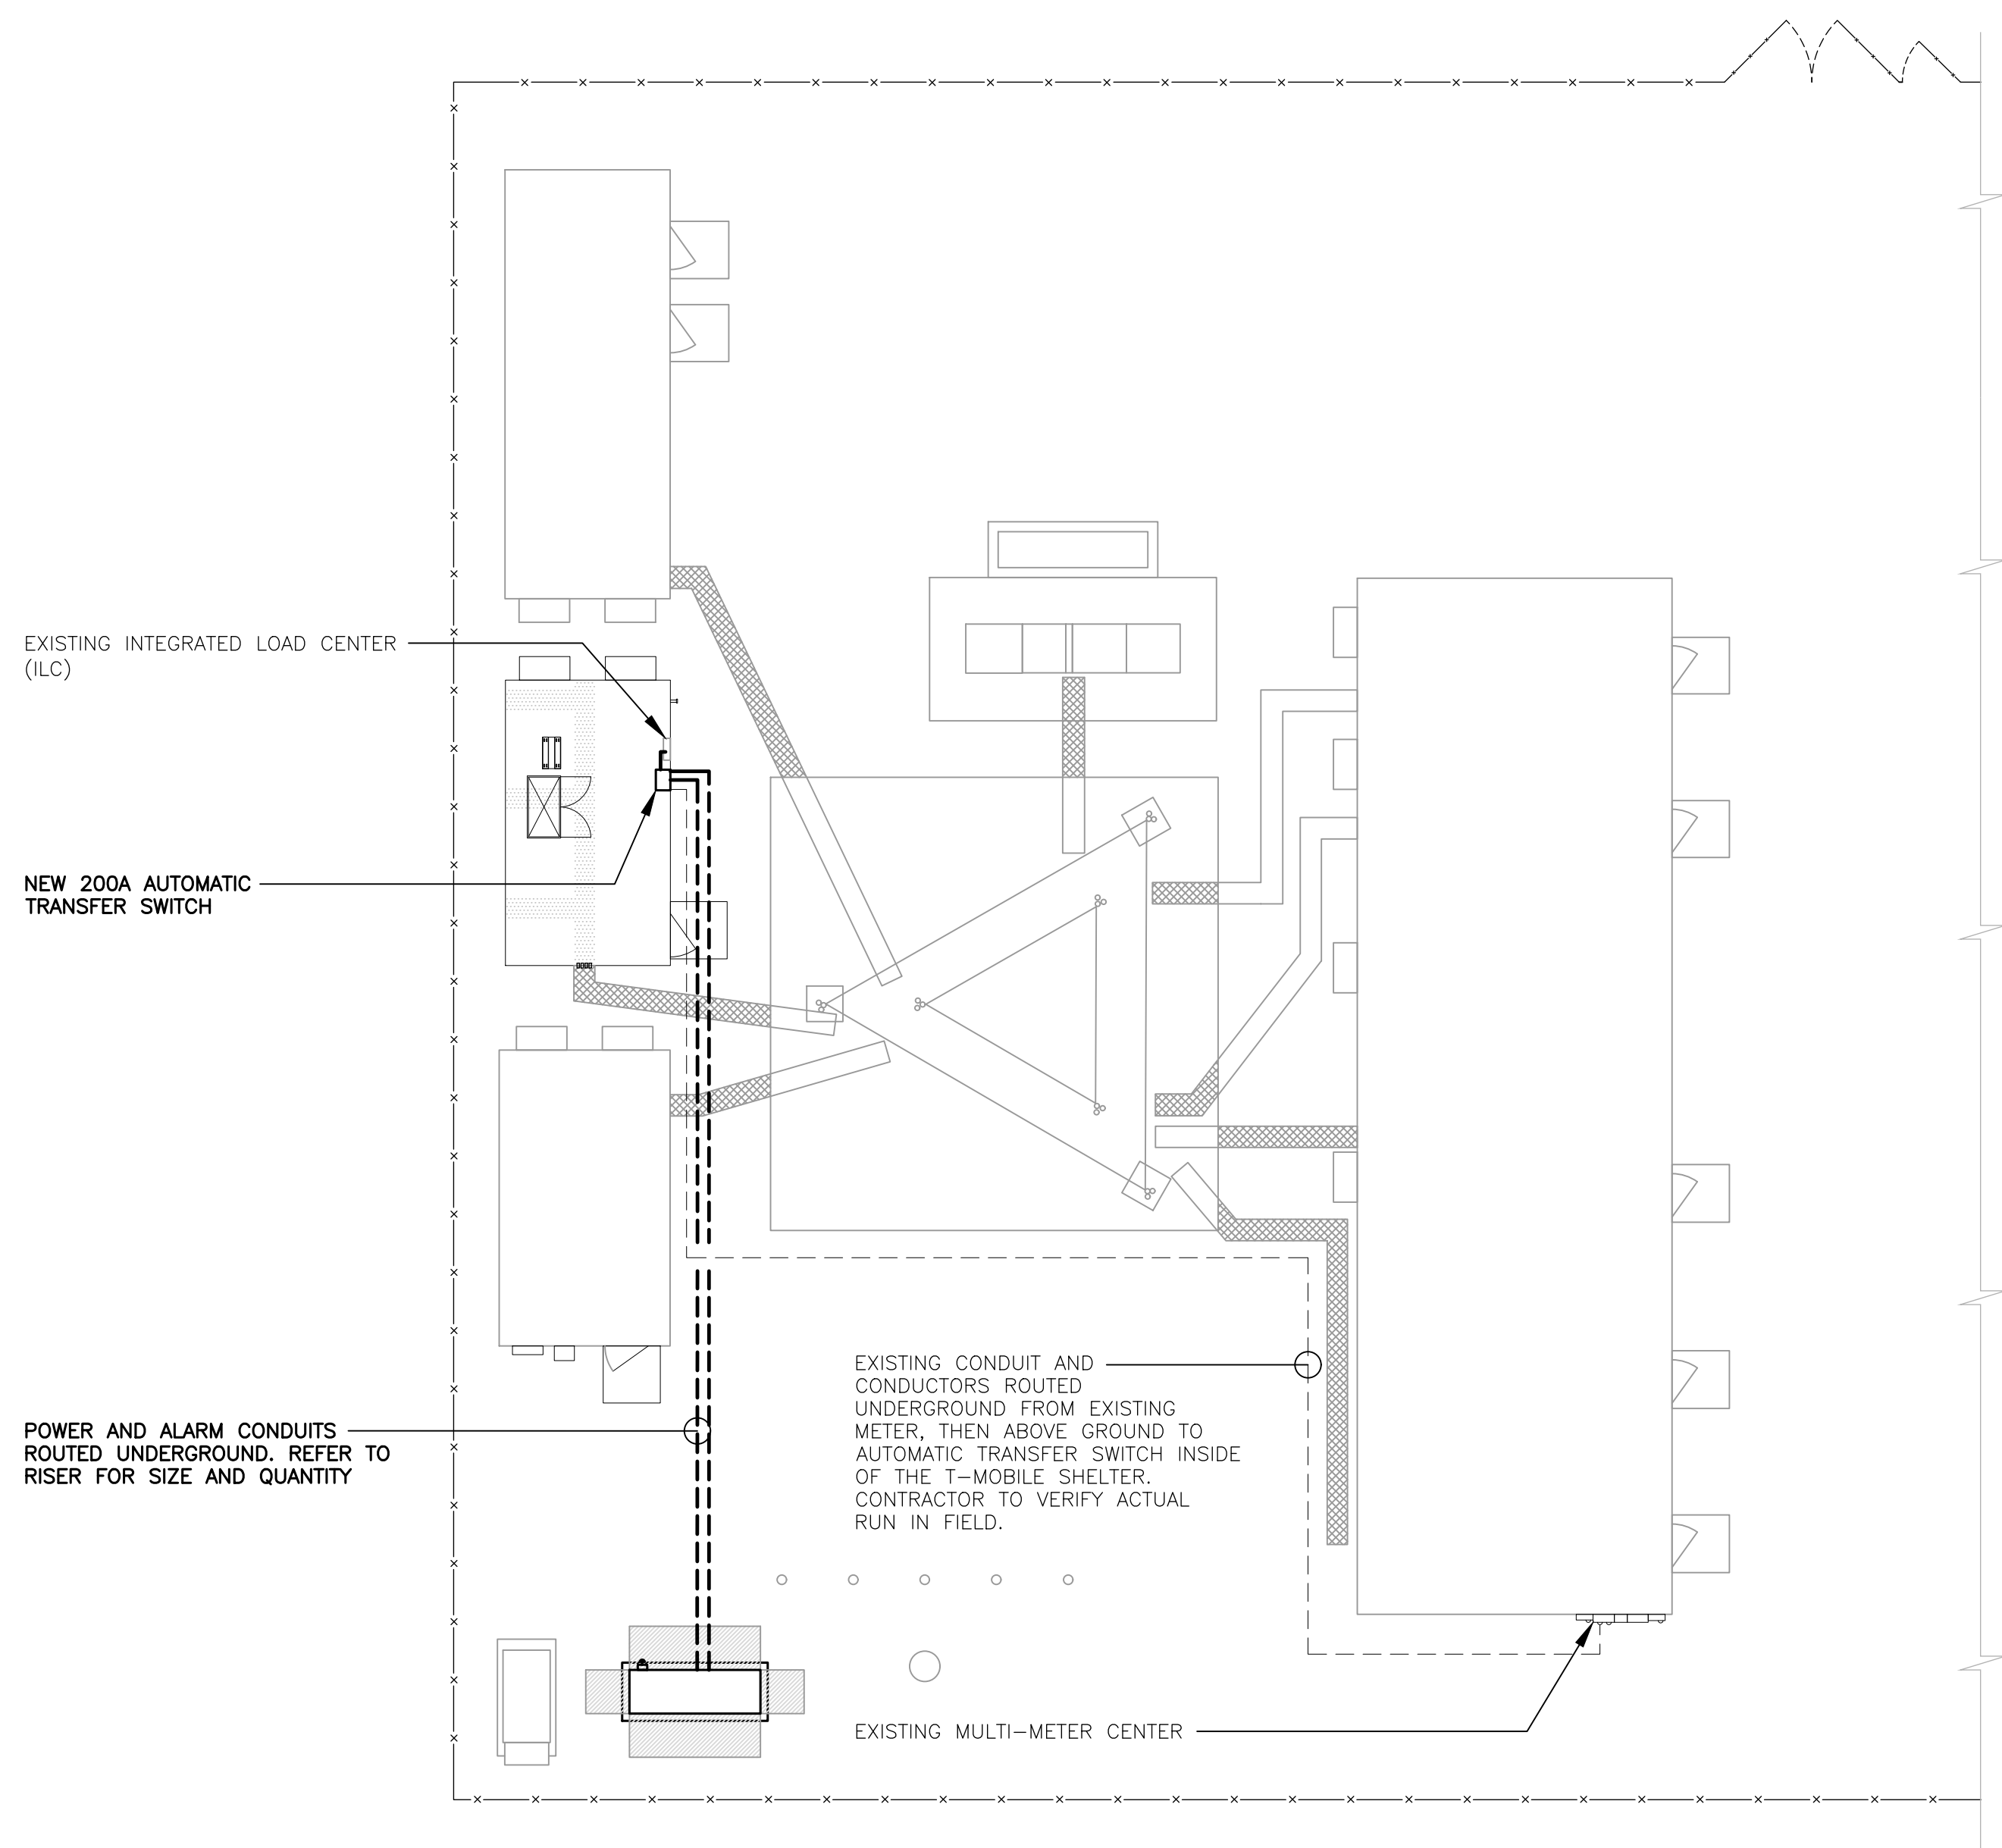 EXISTING INTEGRATED LOAD CENTER
(ILC)
NEW 200A AUTOMATIC
TRANSFER SWITCH
EXISTING CONDUIT AND
CONDUCTORS ROUTED
UNDERGROUND FROM EXISTING
METER, THEN ABOVE GROUND TO
AUTOMATIC TRANSFER SWITCH INSIDE
OF THE T-MOBILE SHELTER.
CONTRACTOR TO VERIFY ACTUAL
RUN IN FIELD.
POWER AND ALARM CONDUITS
ROUTED UNDERGROUND. REFER TO
RISER FOR SIZE AND QUANTITY
EXISTING MULTI-METER CENTER